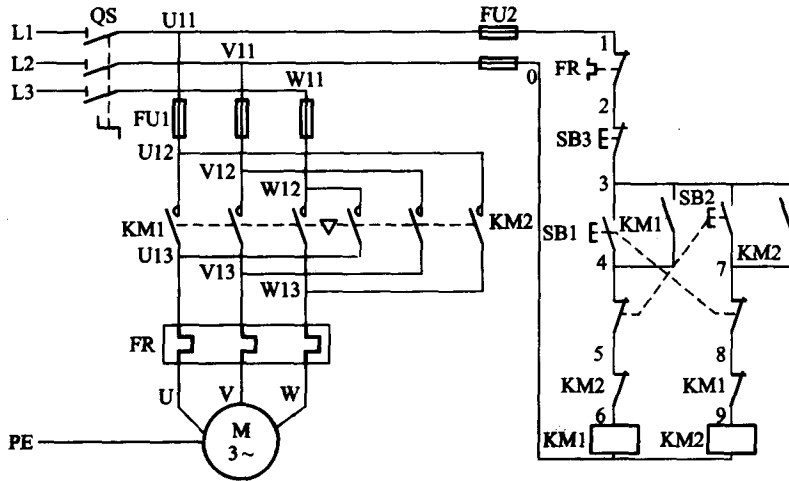 QS
U11
FU2
L1
1
V11
L2
0
FR
W11
L3
2
FU1
SB3
U12
V12
3
W12
SB2
KM1
KM1
KM2
SB1
KM2
U13
4
7
V13
W13
FR
5
8
KM2
KM1
U
V
W
6
9
M
3~
KM1
KM2
PE